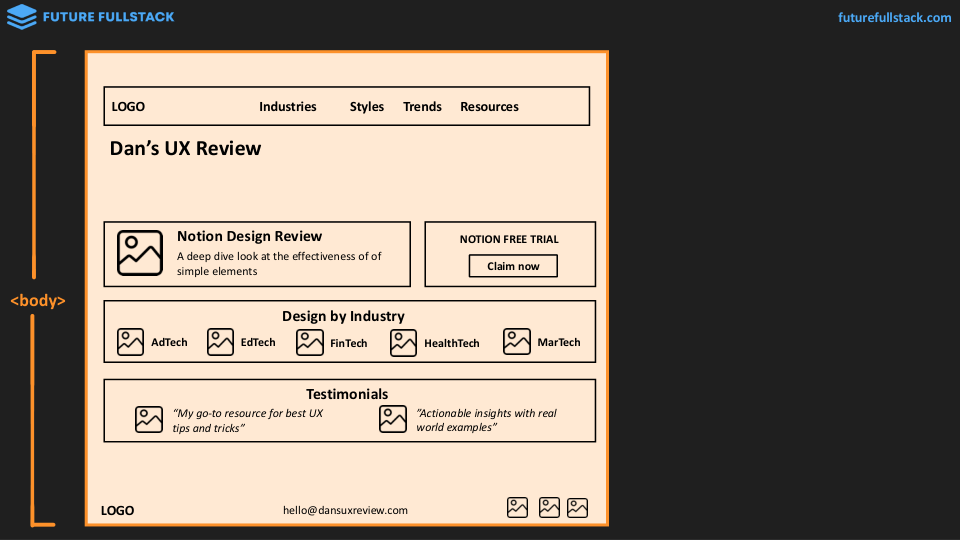 FUTURE FULLSTACK
futurefullstack.com
LOGO Industries Styles Trends Resources
Dan's UX Review
Notion Design Review
A deep dive look at the effectiveness of of
simple elements
NOTION FREE TRIAL
Claim now
<body>
Design by Industry
AdTech EdTech FinTech HealthTech MarTech
Testimonials
“My go-to resource for best UX
tips and tricks”
”Actionable insights with real
world examples”
LOGO hello@dansuxreview.com